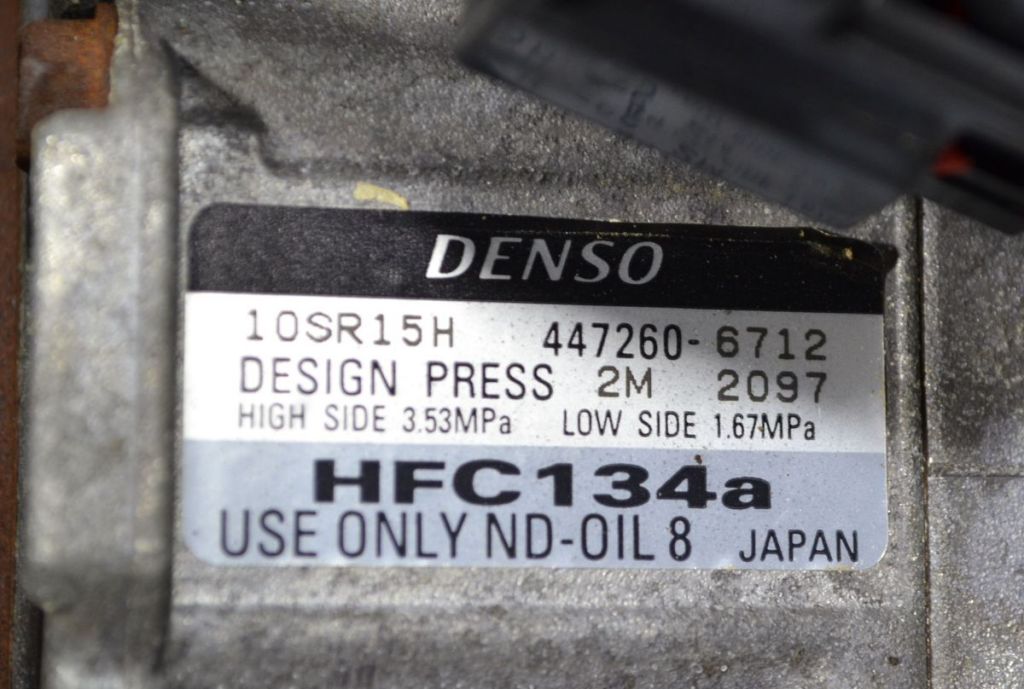 DENSO
10SR15H 447260-6712
DESIGN PRESS 2M 2097
HIGH SIDE 3.53MPa LOW SIDE 1.67MPa
HFC134a
USE ONLY ND-OIL 8 JAPAN